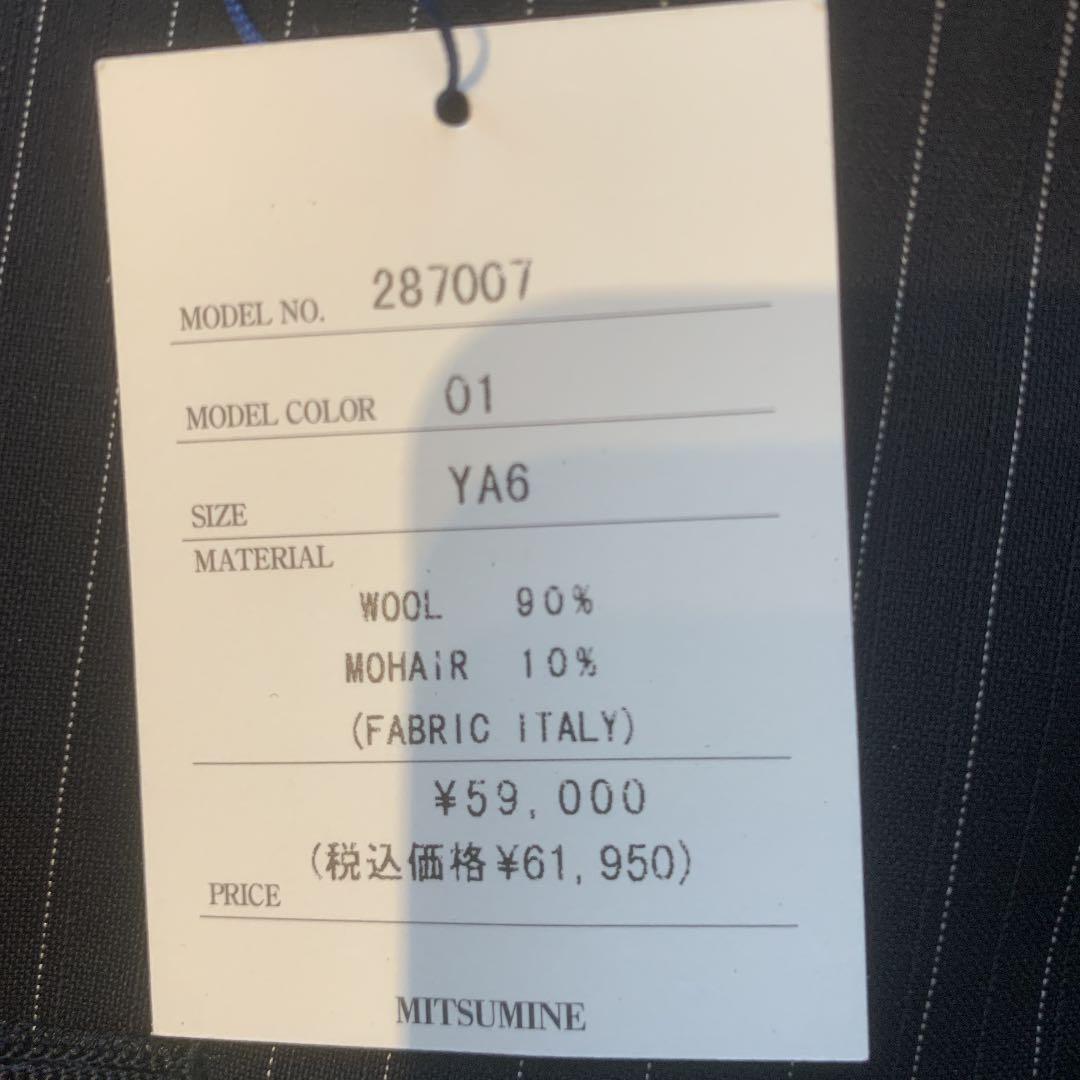 MODEL NO. 287007
MODEL COLOR 01
SIZE YA6
MATERIAL
WOOL 90%
MOHAiR 10%
(FABRIC iTALY)
¥59,000
(税込価格¥61,950)
PRICE
MITSUMINE